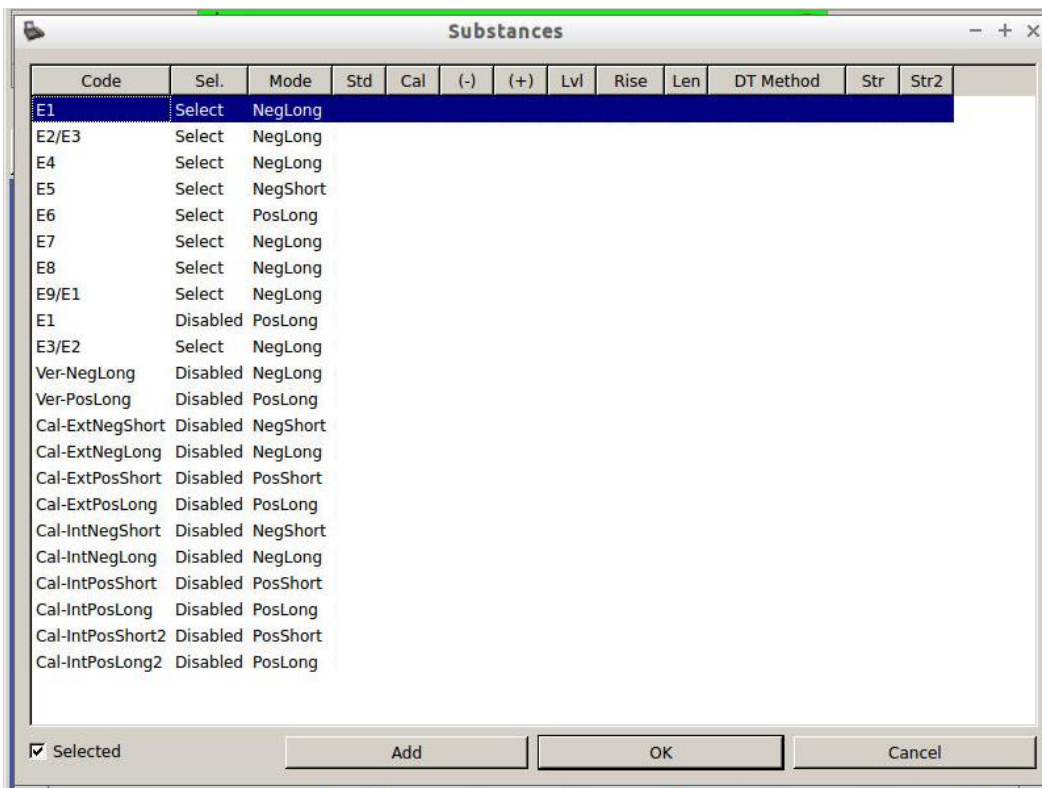 Substances
Code Sel. Mode Std Cal (-) (+) Lvl Rise Len DT Method Str Str2
E1 Select NegLong
E2/E3 Select NegLong
E4 Select NegLong
E5 Select NegShort
E6 Select PosLong
E7 Select NegLong
E8 Select NegLong
E9/E1 Select NegLong
E1 Disabled PosLong
E3/E2 Select NegLong
Ver-NegLong Disabled NegLong
Ver-PosLong Disabled PosLong
Cal-ExtNegShort Disabled NegShort
Cal-ExtNegLong Disabled NegLong
Cal-ExtPosShort Disabled PosShort
Cal-ExtPosLong Disabled PosLong
Cal-IntNegShort Disabled NegShort
Cal-IntNegLong Disabled NegLong
Cal-IntPosShort Disabled PosShort
Cal-IntPosLong Disabled PosLong
Cal-IntPosShort2 Disabled PosShort
Cal-IntPosLong2 Disabled PosLong
Selected Add OK Cancel